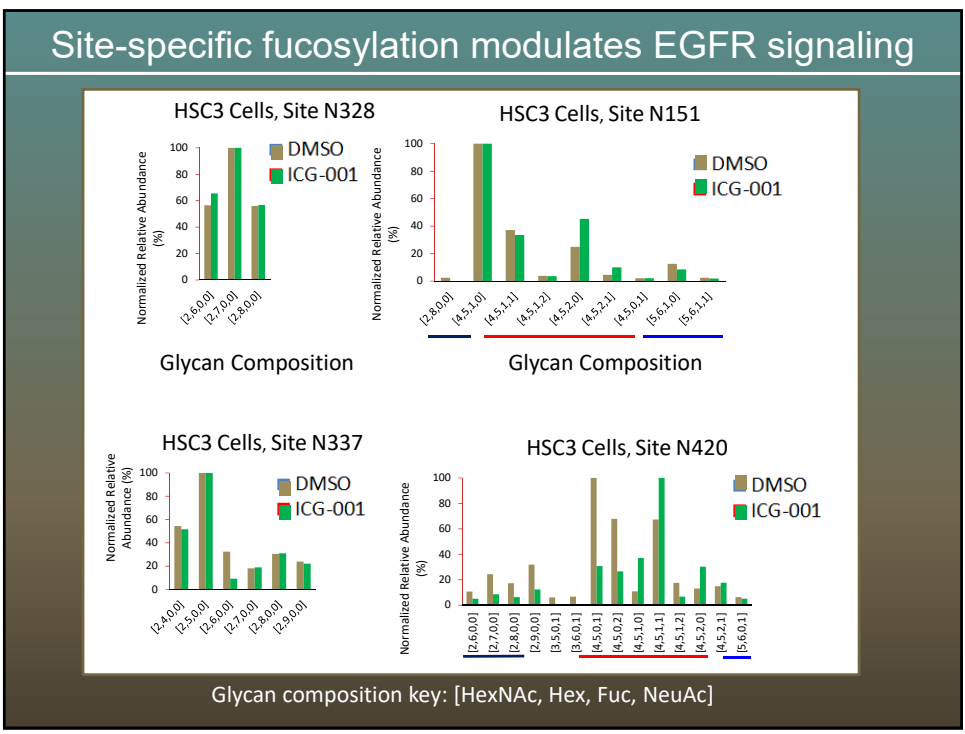 Site-specific fucosylation modulates EGFR signaling
HSC3 Cells, Site N328
Normalized Relative Abundance
(%)
100
80
60
40
20
0
DMSO
ICG-001
[2,6,0,0]
[2,7,0,0]
[2,8,0,0]
Glycan Composition
HSC3 Cells, Site N151
Normalized Relative Abundance
(%)
100
80
60
40
20
0
DMSO
ICG-001
[2,8,0,0]
[4,5,1,0]
[4,5,1,1]
[4,5,1,2]
[4,5,2,0]
[4,5,2,1]
[4,5,0,1]
[5,6,1,0]
[5,6,1,1]
Glycan Composition
HSC3 Cells, Site N337
Normalized Relative
Abundance (%)
100
80
60
40
20
0
DMSO
ICG-001
[2,4,0,0]
[2,5,0,0]
[2,6,0,0]
[2,7,0,0]
[2,8,0,0]
[2,9,0,0]
HSC3 Cells, Site N420
Normalized Relative Abundance
(%)
100
80
60
40
20
0
DMSO
ICG-001
[2,6,0,0]
[2,7,0,0]
[2,8,0,0]
[2,9,0,0]
[3,5,0,1]
[3,6,0,1]
[4,5,0,1]
[4,5,0,2]
[4,5,1,0]
[4,5,1,1]
[4,5,1,2]
[4,5,2,0]
[4,5,2,1]
[5,6,0,1]
Glycan composition key: [HexNAc, Hex, Fuc, NeuAc]